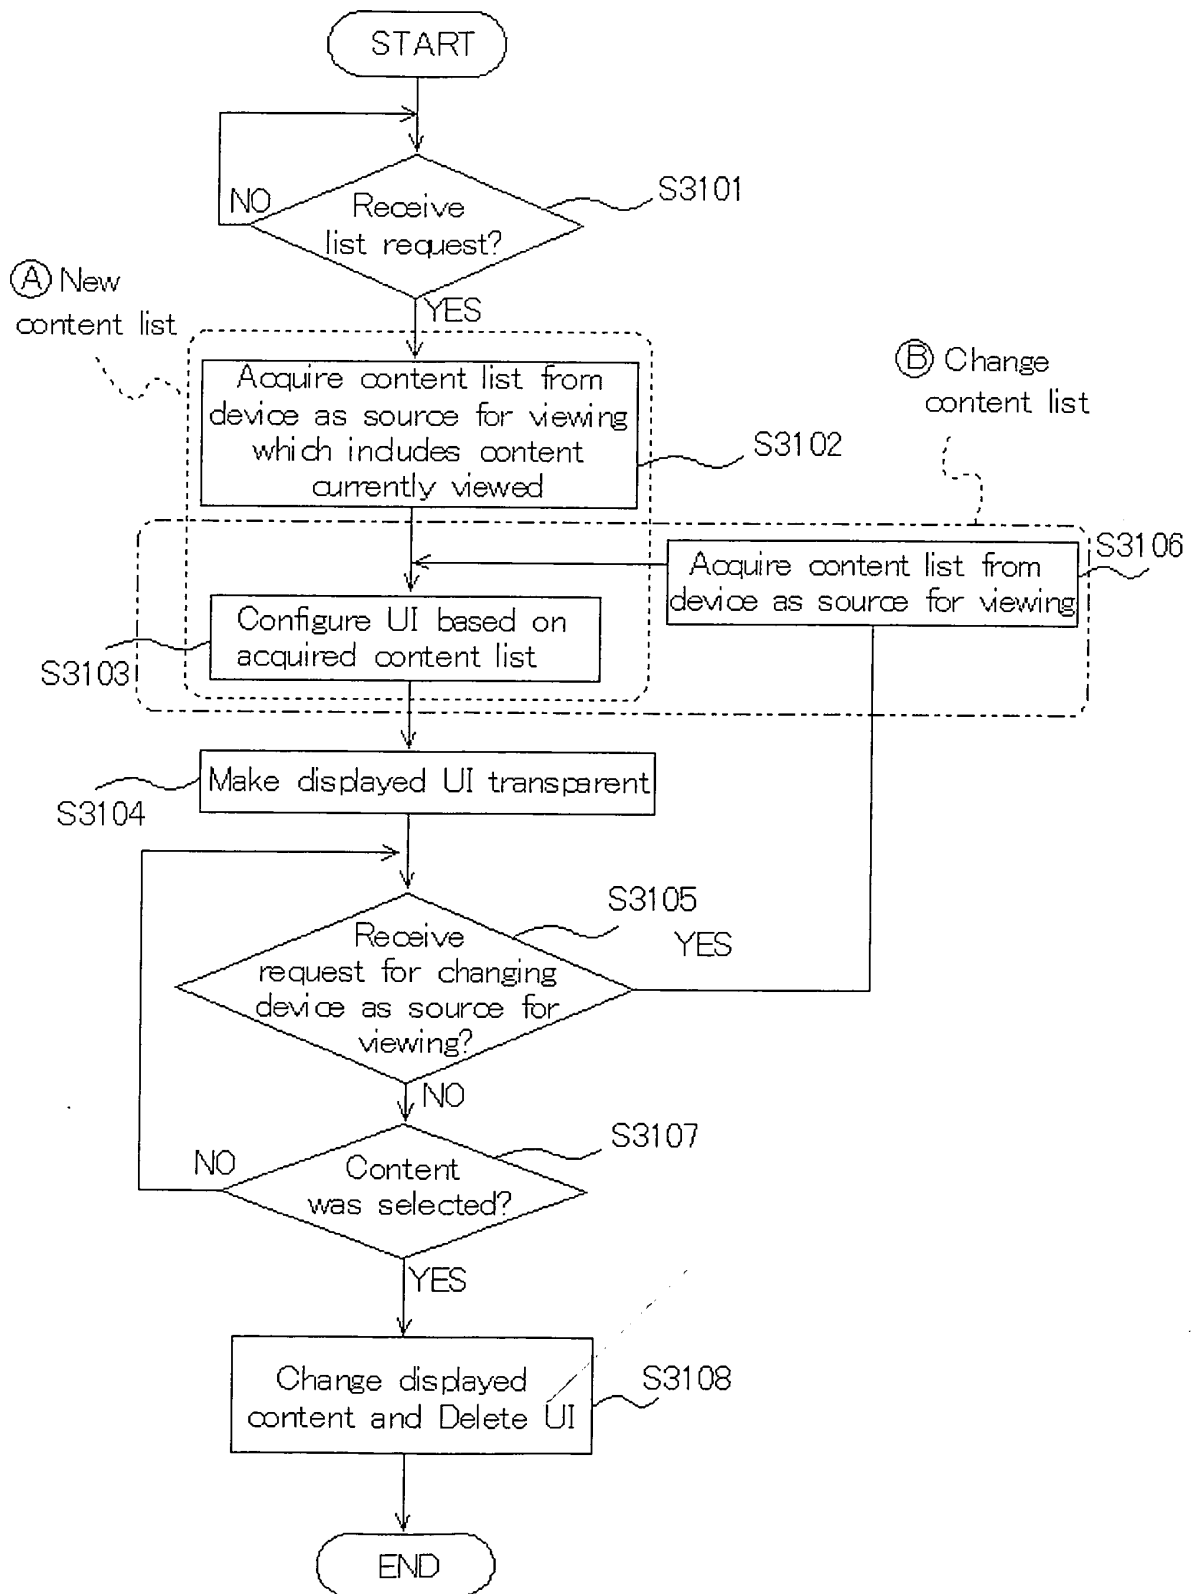 START
NO
Receive
list request?
S3101
Ⓐ New
content list
YES
Acquire content list from
device as source for viewing
which includes content
currently viewed
S3102
Ⓑ Change
content list
Acquire content list from
device as source for viewing
S3106
Configure UI based on
acquired content list
S3103
Make displayed UI transparent
S3104
Receive
request for changing
device as source for
viewing?
S3105
YES
NO
Content
was selected?
S3107
NO
YES
Change displayed
content and Delete UI
S3108
END